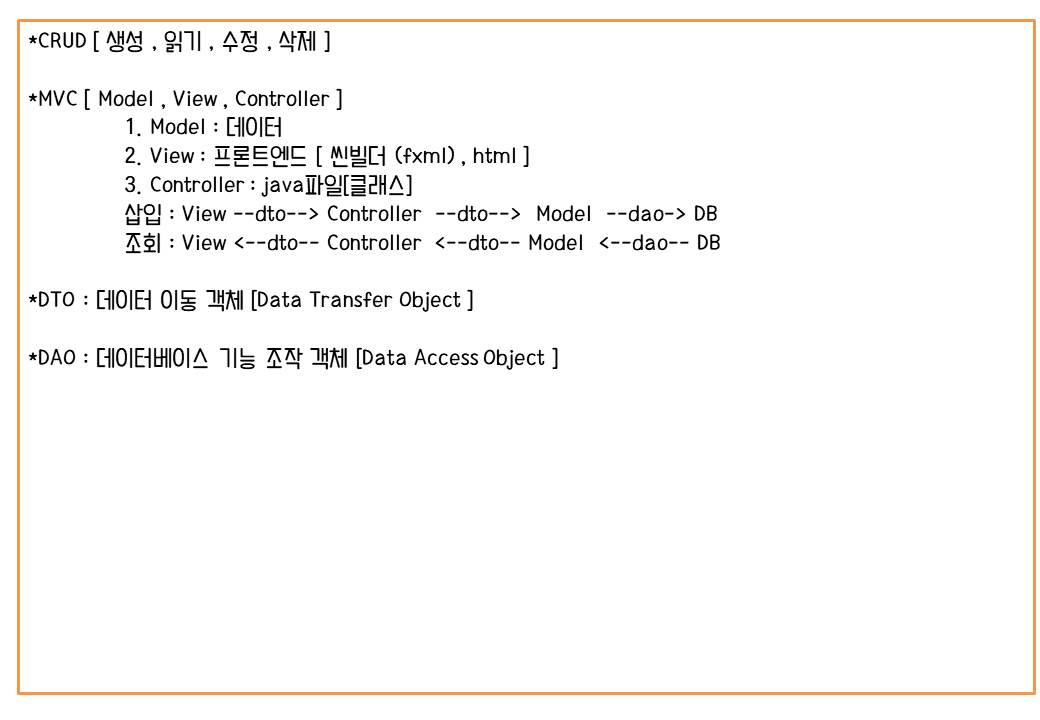 *CRUD [ 생성 , 읽기 , 수정 , 삭제 ]
*MVC [ Model , View , Controller ]
1. Model : 데이터
2. View : 프론트엔드 [ 씬빌더 (fxml) , html ]
3. Controller : java파일[클래스]
삽입 : View --dto--> Controller --dto--> Model --dao-> DB
조회 : View <--dto-- Controller <--dto-- Model <--dao-- DB
*DTO : 데이터 이동 객체 [Data Transfer Object ]
*DAO : 데이터베이스 기능 조작 객체 [Data Access Object ]